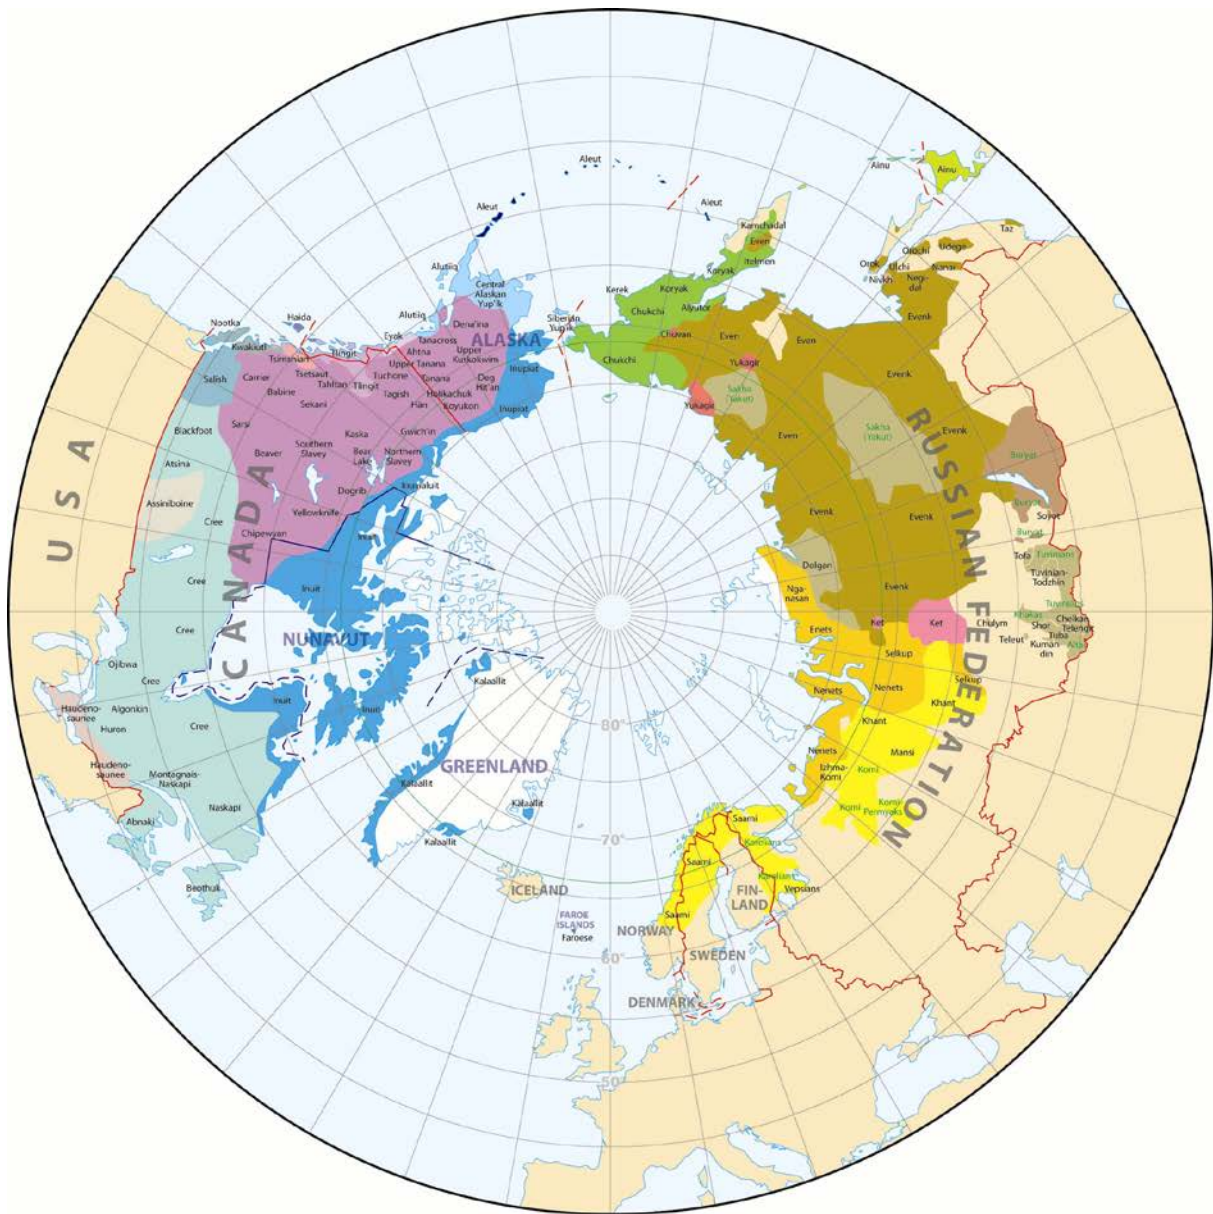 Aleut
Aleut
Aleut
Ainu
Ainu
Alutiiq
Central
Alaskan
Yup'ik
Alutiiq
Siberian
Yup'ik
Kerek
Koryak
Koryak
Kamchadal
Even
Itelmen
Alyutor
Chukchi
Chukchi
Chuvan
Taz
Orochi
Udege
Orok
Ulchi
Nanai
Nivkh
Negi-
dal
Evenk
Nootka
Haida
Kwakiutl
Tsimshian
Tlingit
Eyak
Dena'ina
Tanacross
Ahtna
Upper
Kuskokwim
Upper Tanana
Tsetsaut
Tahltan
Tlingit
Tuchone
Tanana
Deg
Hit'an
Tagish
Holikachuk
Hän
Koyukon
ALASKA
Inupiat
Inupiat
Salish
Carrier
Babine
Sekani
Sarsi
Blackfoot
Atsina
Assiniboine
Cree
Beaver
Southern
Slavey
Kaska
Bear
Lake
Northern
Slavey
Gwich'in
Dogrib
Yellowknife
Chipewyan
Inuvialuit
Inuit
Inuit
USA
CANADA
NUNAVUT
Cree
Cree
Cree
Cree
Ojibwa
Algonkin
Huron
Haudeno-
saunee
Haudeno-
saunee
Montagnais-
Naskapi
Naskapi
Abnaki
Beothuk
Inuit
Inuit
Kalaallit
GREENLAND
Kalaallit
Kalaallit
Kalaallit
ICELAND
FAROE
ISLANDS
Faroese
NORWAY
SWEDEN
FIN-
LAND
DENMARK
Saami
Saami
Saami
Karelians
Karelians
Vepsians
80°
70°
60°
50°
RUSSIAN FEDERATION
Even
Even
Even
Yukagir
Yukagir
Sakha
(Yakut)
Sakha
(Yakut)
Evenk
Evenk
Evenk
Evenk
Evenk
Buryat
Buryat
Soyot
Buryat
Tofa
Tuvinians
Tuvinian-
Todzhin
Tuvinians
Khakas
Chelkan
Telengit
Shor
Tuba
Kuman-
din
Altai
Chulym
Teleut
Dolgan
Nga-
nasan
Enets
Ket
Ket
Selkup
Selkup
Nenets
Nenets
Nenets
Khant
Khant
Mansi
Izhma-
Komi
Komi
Komi
Komi-
Permyaks